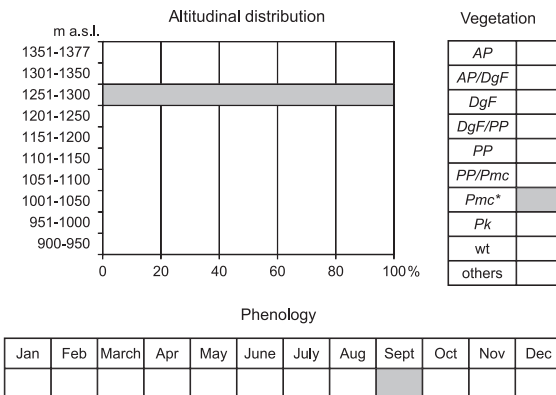 Altitudinal distribution
m a.s.l.
1351-1377
1301-1350
1251-1300
1201-1250
1151-1200
1101-1150
1051-1100
1001-1050
951-1000
900-950
0 20 40 60 80 100%
Vegetation
AP
AP/DgF
DgF
DgF/PP
PP
PP/Pmc
Pmc*
Pk
wt
others
Phenology
Jan Feb March Apr May June July Aug Sept Oct Nov Dec